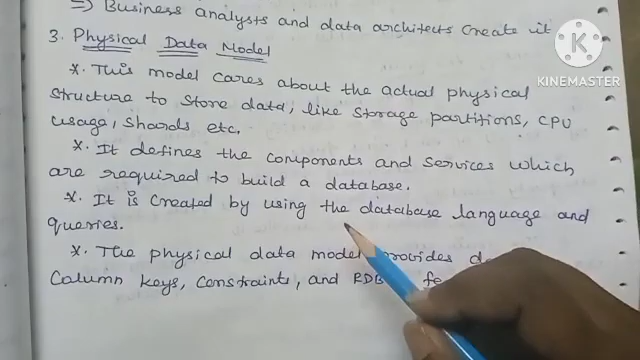 => Business analysts and data architects create it
3. Physical Data Model
*. This model cares about the actual physical
structure to store data, like storage partitions, CPU
usage, shards etc.
*. It defines the components and services which
are required to build a database.
*. It is created by using the database language and
queries.
*. The physical data model provides
Column keys, constraints, and RDB
KINEMASTER